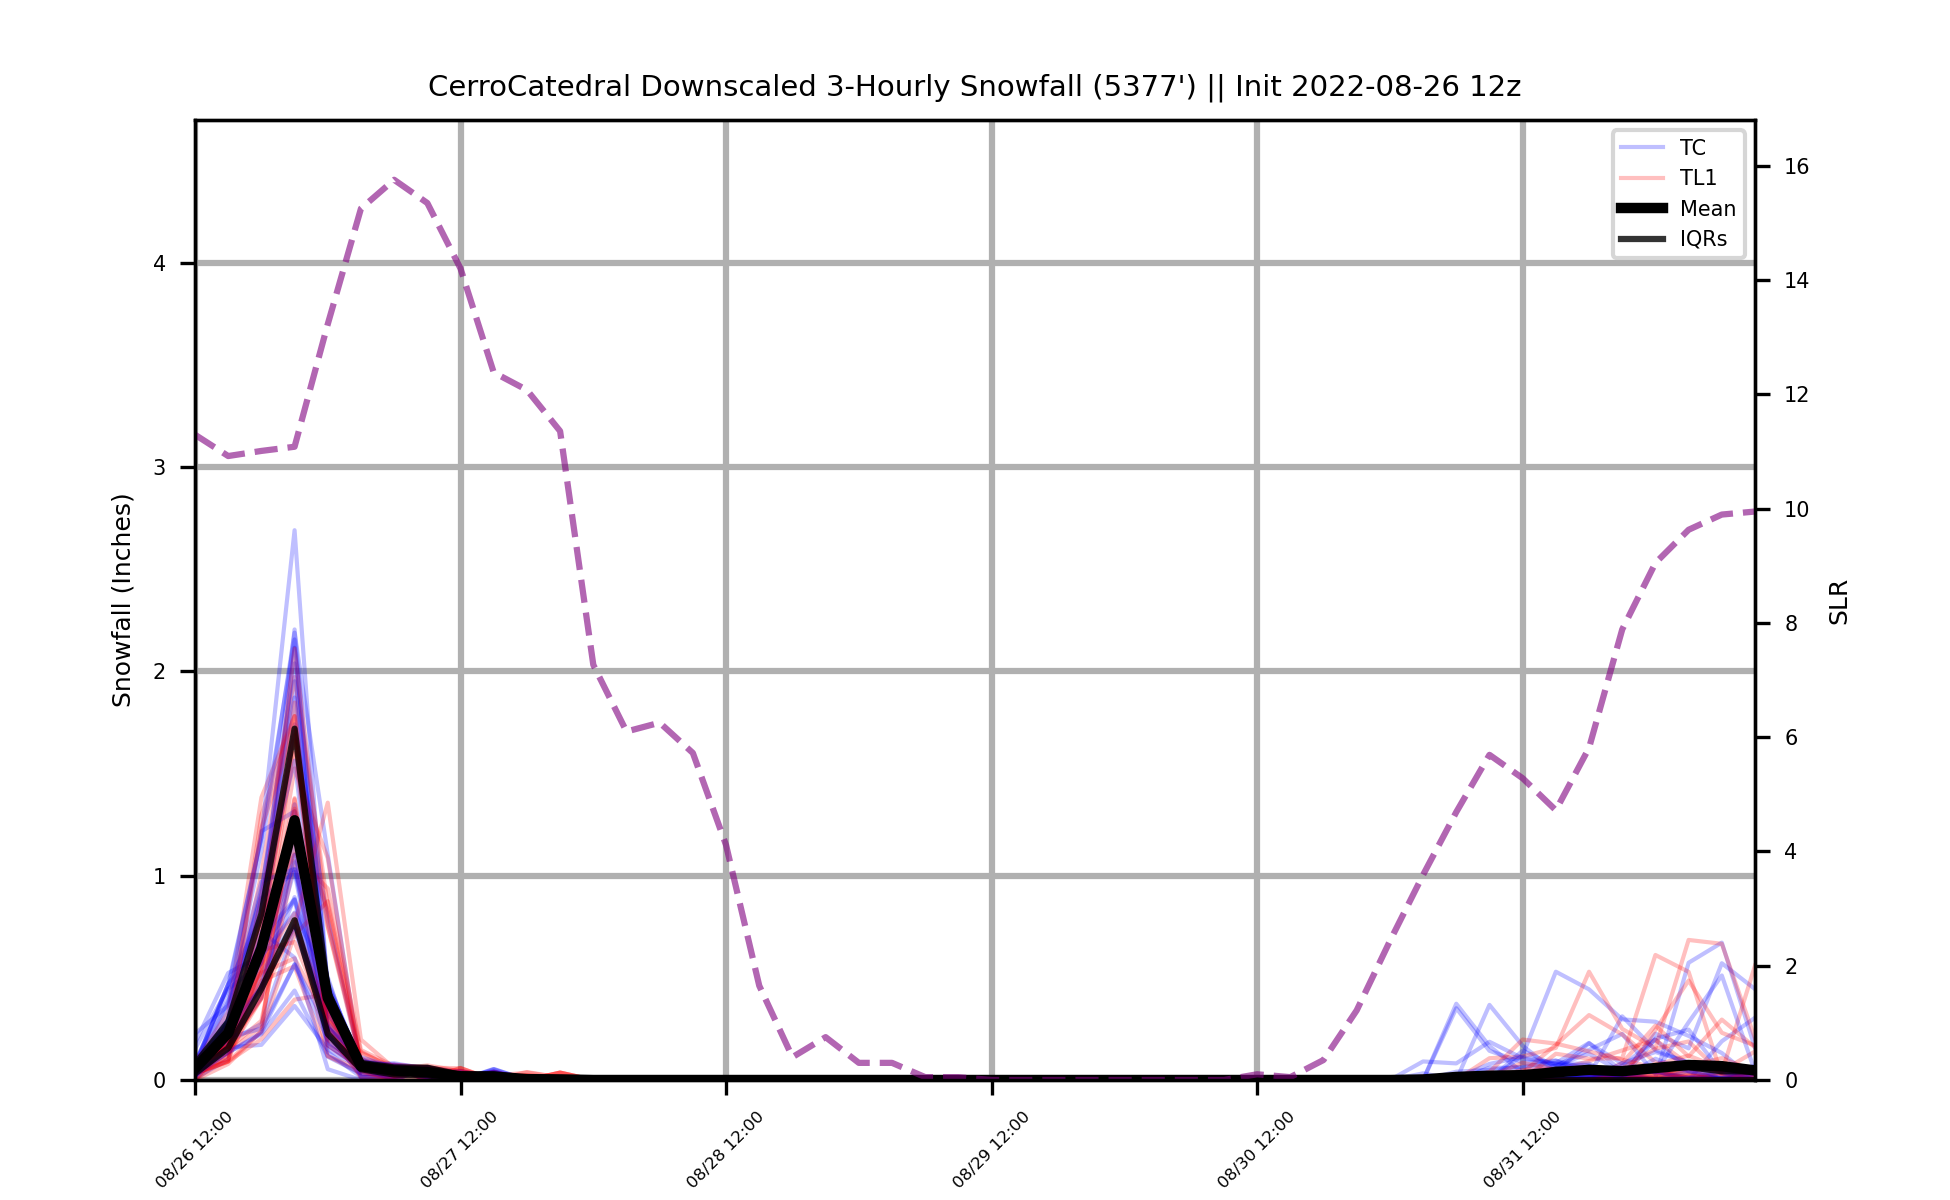 CerroCatedral Downscaled 3-Hourly Snowfall (5377') || Init 2022-08-26 12z
TC
TL1
Mean
IQRs
Snowfall (Inches)
4
3
2
1
0
16
14
12
10
8
6
4
2
0
SLR
08/26 12:00
08/27 12:00
08/28 12:00
08/29 12:00
08/30 12:00
08/31 12:00